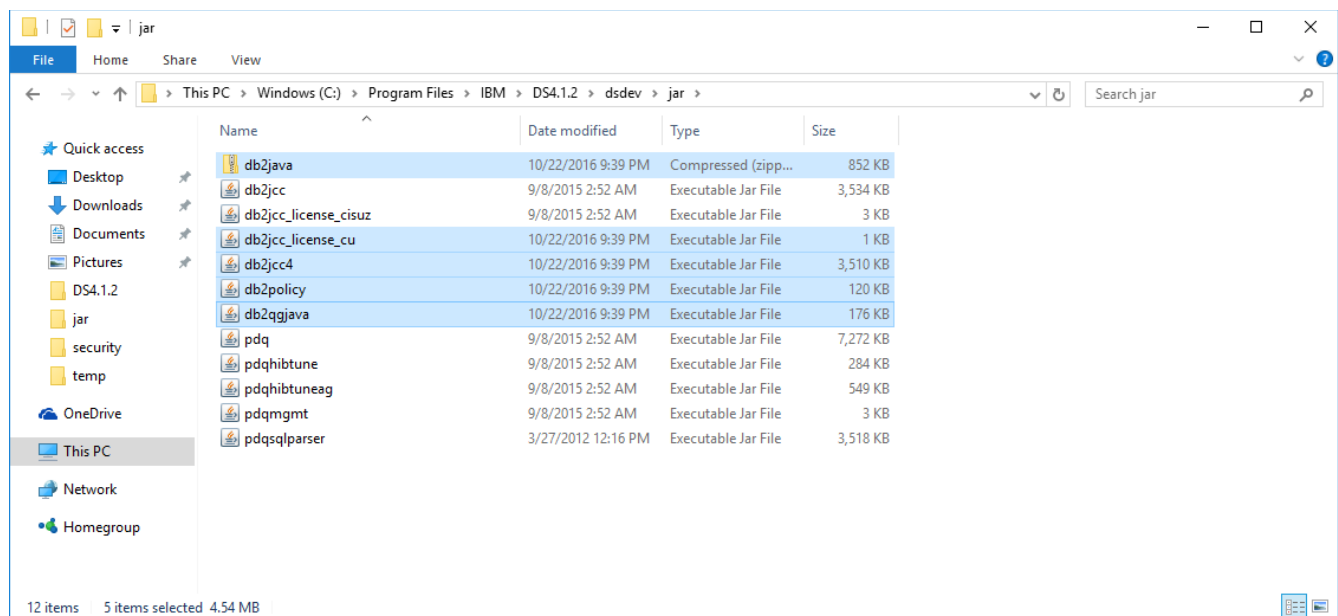 jar
File Home Share View
This PC > Windows (C:) > Program Files > IBM > DS4.1.2 > dsdev > jar >
Search jar
Name Date modified Type Size
Quick access
Desktop
Downloads
Documents
Pictures
DS4.1.2
jar
security
temp
OneDrive
This PC
Network
Homegroup
db2java 10/22/2016 9:39 PM Compressed (zipp... 852 KB
db2jcc 9/8/2015 2:52 AM Executable Jar File 3,534 KB
db2jcc_license_cisuz 9/8/2015 2:52 AM Executable Jar File 3 KB
db2jcc_license_cu 10/22/2016 9:39 PM Executable Jar File 1 KB
db2jcc4 10/22/2016 9:39 PM Executable Jar File 3,510 KB
db2policy 10/22/2016 9:39 PM Executable Jar File 120 KB
db2qgjava 10/22/2016 9:39 PM Executable Jar File 176 KB
pdq 9/8/2015 2:52 AM Executable Jar File 7,272 KB
pdqhibtune 9/8/2015 2:52 AM Executable Jar File 284 KB
pdqhibtuneag 9/8/2015 2:52 AM Executable Jar File 549 KB
pdqmgmt 9/8/2015 2:52 AM Executable Jar File 3 KB
pdqsqlparser 3/27/2012 12:16 PM Executable Jar File 3,518 KB
12 items 5 items selected 4.54 MB